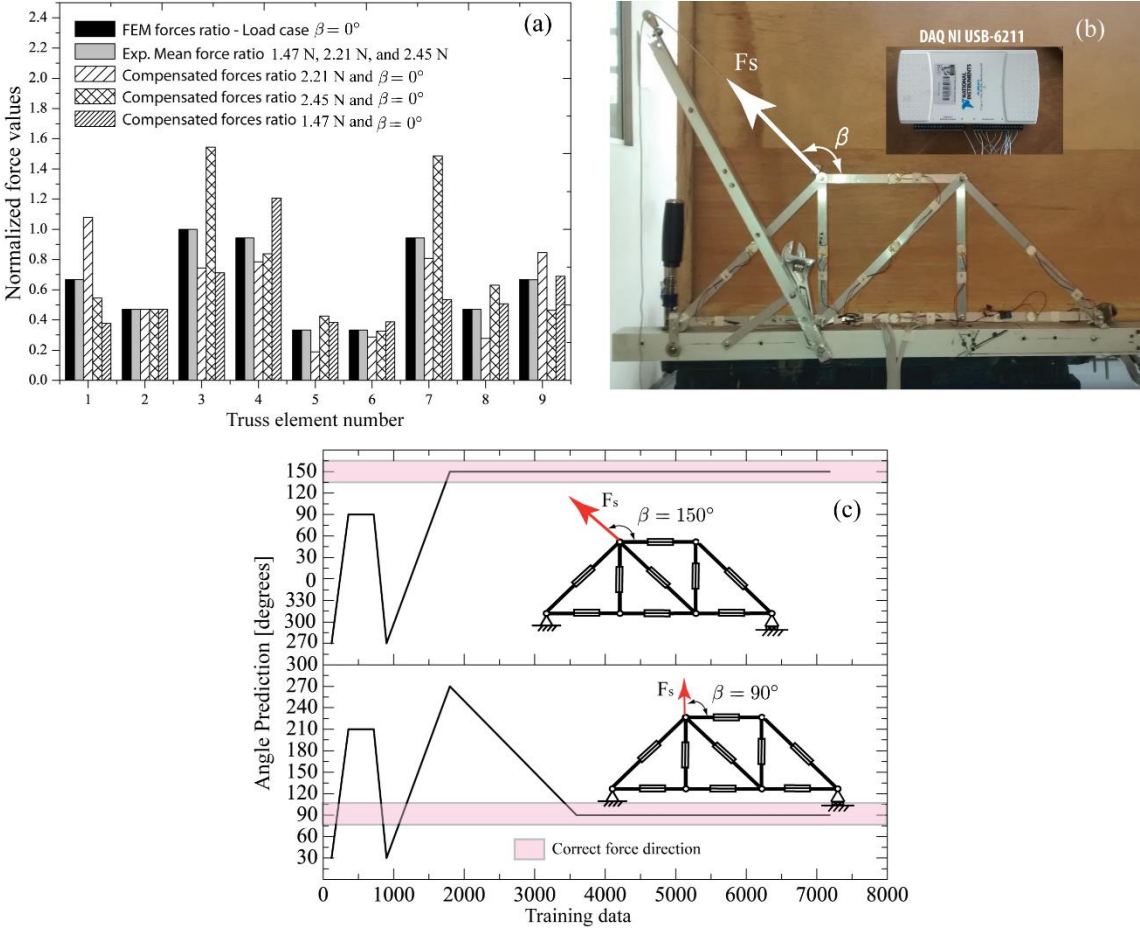 (a)
FEM forces ratio - Load case β = 0°
Exp. Mean force ratio 1.47 N, 2.21 N, and 2.45 N
Compensated forces ratio 2.21 N and β = 0°
Compensated forces ratio 2.45 N and β = 0°
Compensated forces ratio 1.47 N and β = 0°
Normalized force values
2.4
2.2
2.0
1.8
1.6
1.4
1.2
1.0
0.8
0.6
0.4
0.2
0.0
1 2 3 4 5 6 7 8 9
Truss element number
(b)
DAQ NI USB-6211
NATIONAL
INSTRUMENTS
Fs
β
(c)
Angle Prediction [degrees]
150
120
90
60
30
0
330
300
270
Fs
β = 150°
300
270
240
210
180
150
120
90
60
30
Fs
β = 90°
Correct force direction
0 1000 2000 3000 4000 5000 6000 7000 8000
Training data